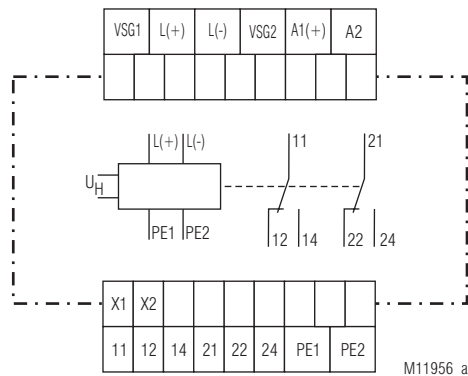 VSG1 L(+) L(-) VSG2 A1(+) A2
L(+) L(-) 11 21
UH
PE1 PE2 12 14 22 24
X1 X2
11 12 14 21 22 24 PE1 PE2
M11956_a